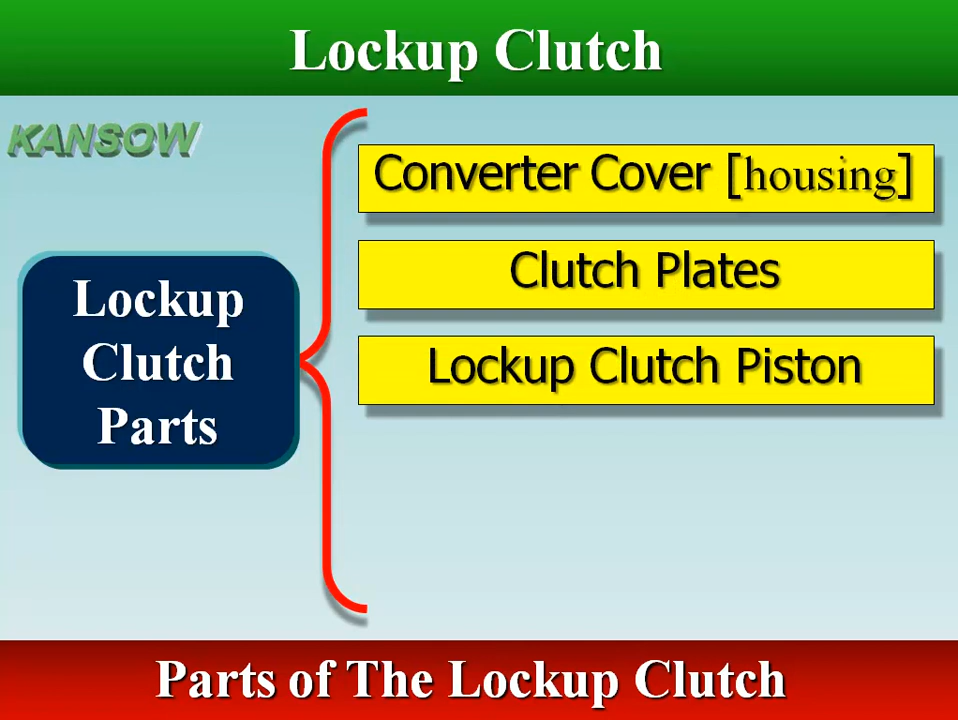 Lockup Clutch
KANSOW
Converter Cover [housing]
Clutch Plates
Lockup Clutch Piston
Lockup
Clutch
Parts
Parts of The Lockup Clutch